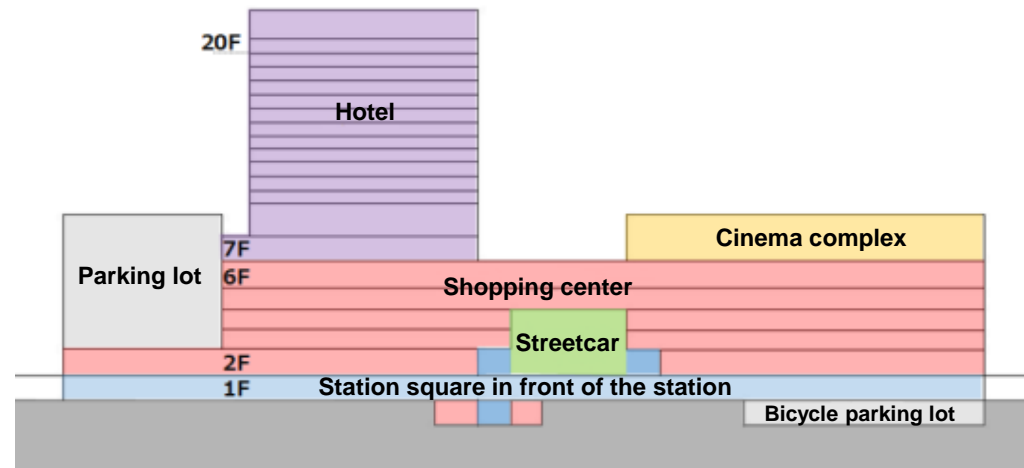 20F
Hotel
7F
Cinema complex
Parking lot
6F
Shopping center
Streetcar
2F
1F
Station square in front of the station
Bicycle parking lot